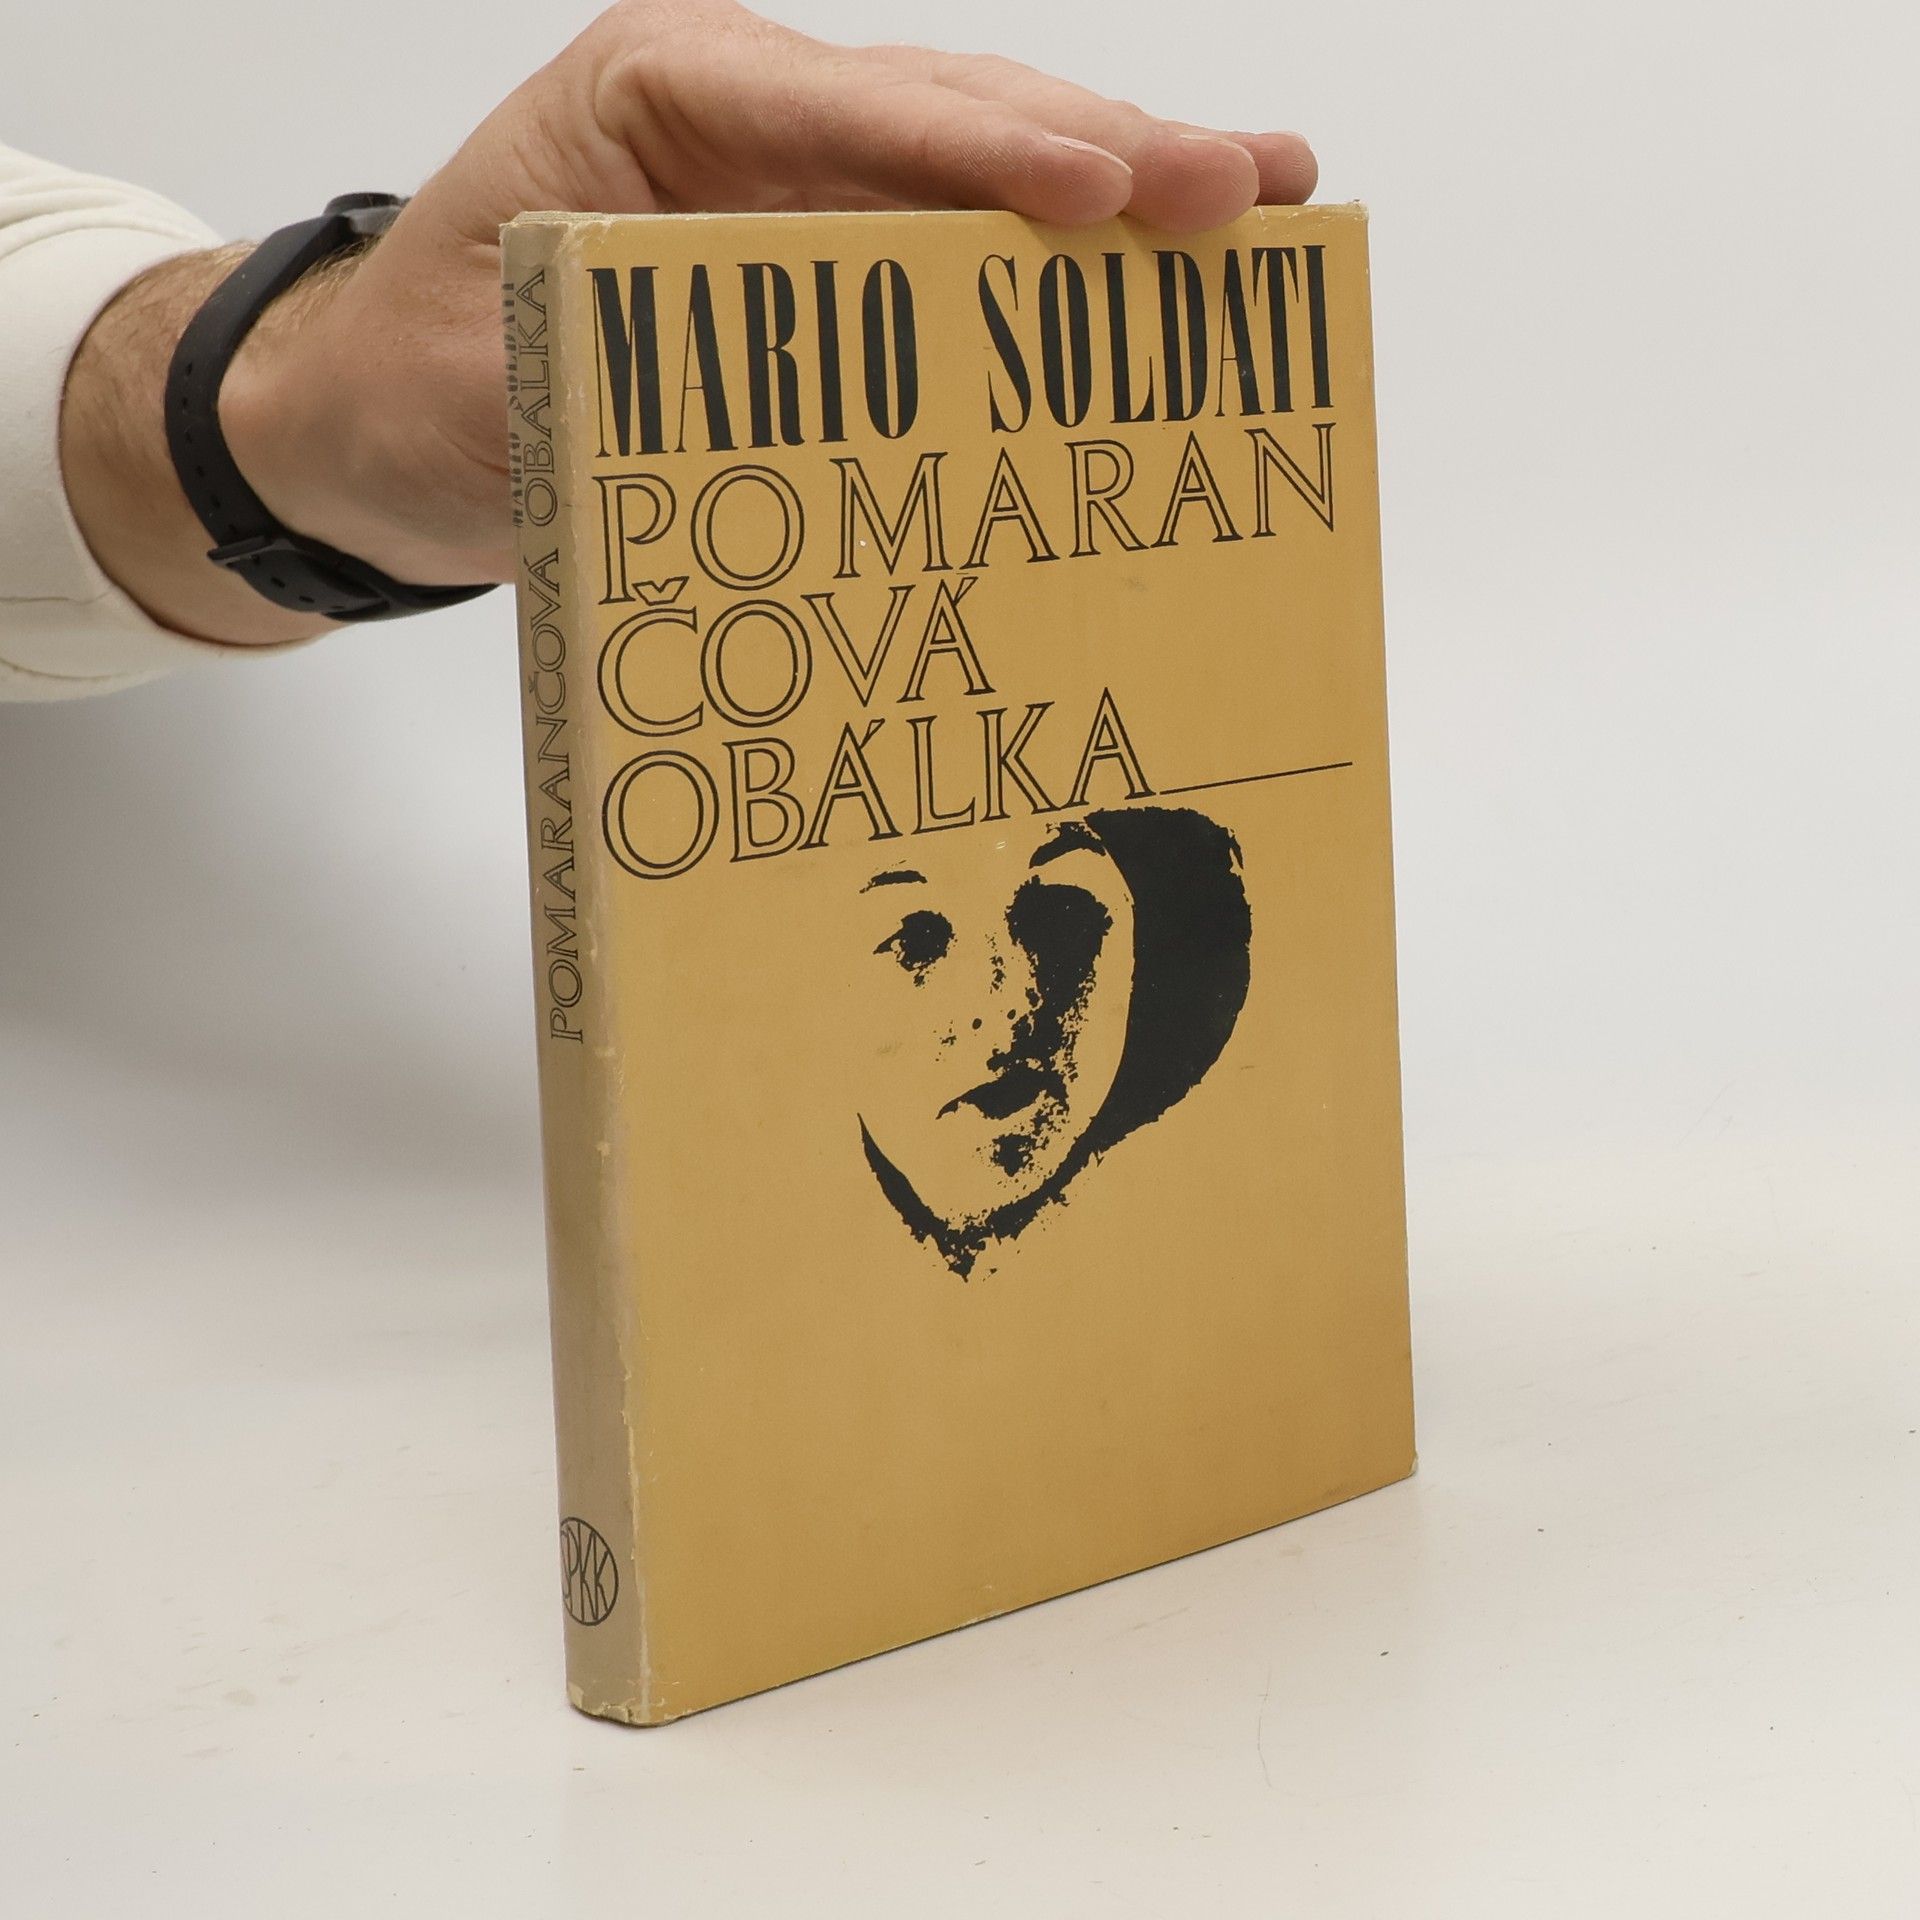 MARIO SOLDATI
POMARAN
ČOVÁ
OBÁLKA
MARIO SOLDATI
POMARANČOVÁ OBÁLKA
SPKK